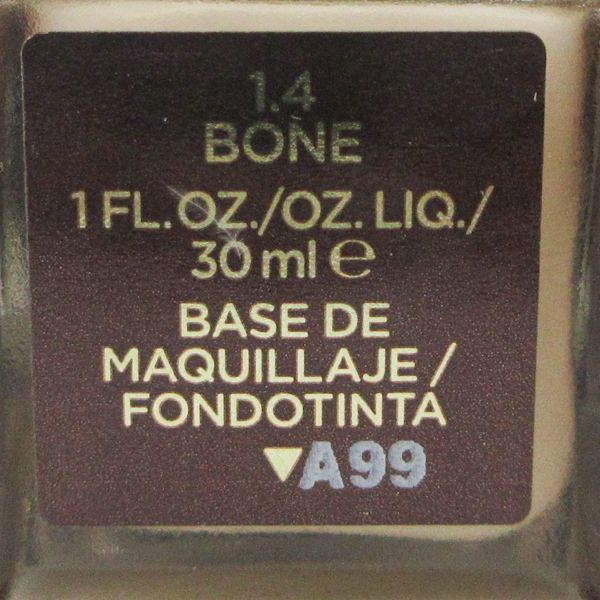 1.4
BONE
1 FL. OZ./OZ. LIQ./
30 ml ℮
BASE DE
MAQUILLAJE /
FONDOTINTA
▼A99